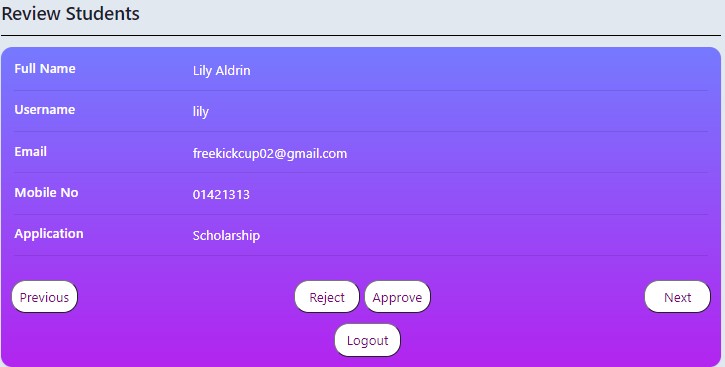 Review Students
Full Name Lily Aldrin
Username lily
Email freekickcup02@gmail.com
Mobile No 01421313
Application Scholarship
Previous Reject Approve Next
Logout